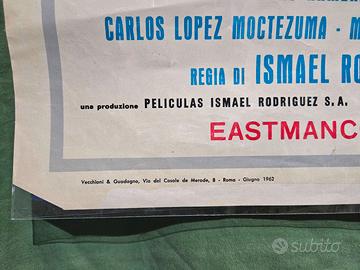 CARLOS LOPEZ MOCTEZUMA - M
REGIA DI ISMAEL RO
una produzione PELICULAS ISMAEL RODRIGUEZ S.A.
EASTMANC
Vecchioni & Guadagno, Via del Casale de Merode, 8 - Roma - Giugno 1962
subito